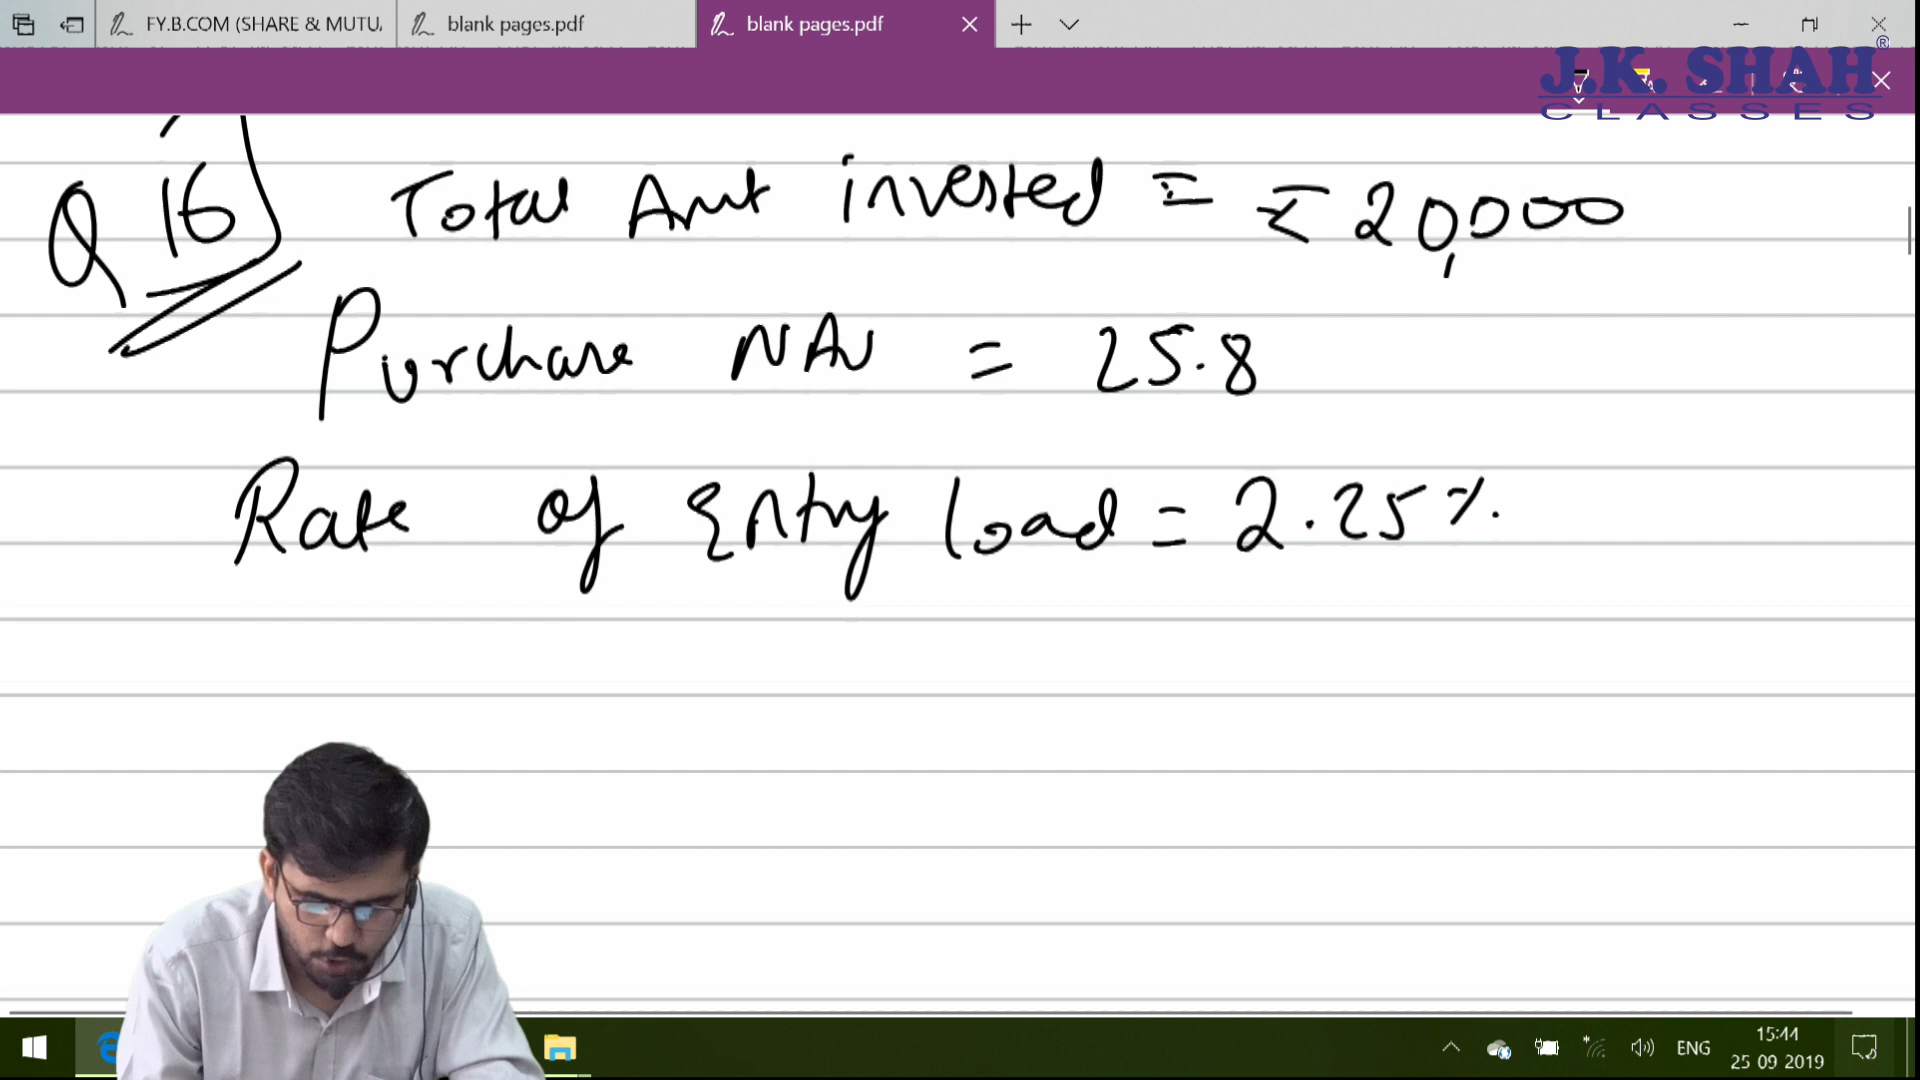 FY.B.COM (SHARE & MUTU
blank pages.pdf
blank pages.pdf
J.K. SHAH®
CLASSES
Q 16) Total Amt invested = ₹ 20,000
Purchase NAV = 25.8
Rate of Entry load = 2.25%.
ENG
15:44
25 09 2019